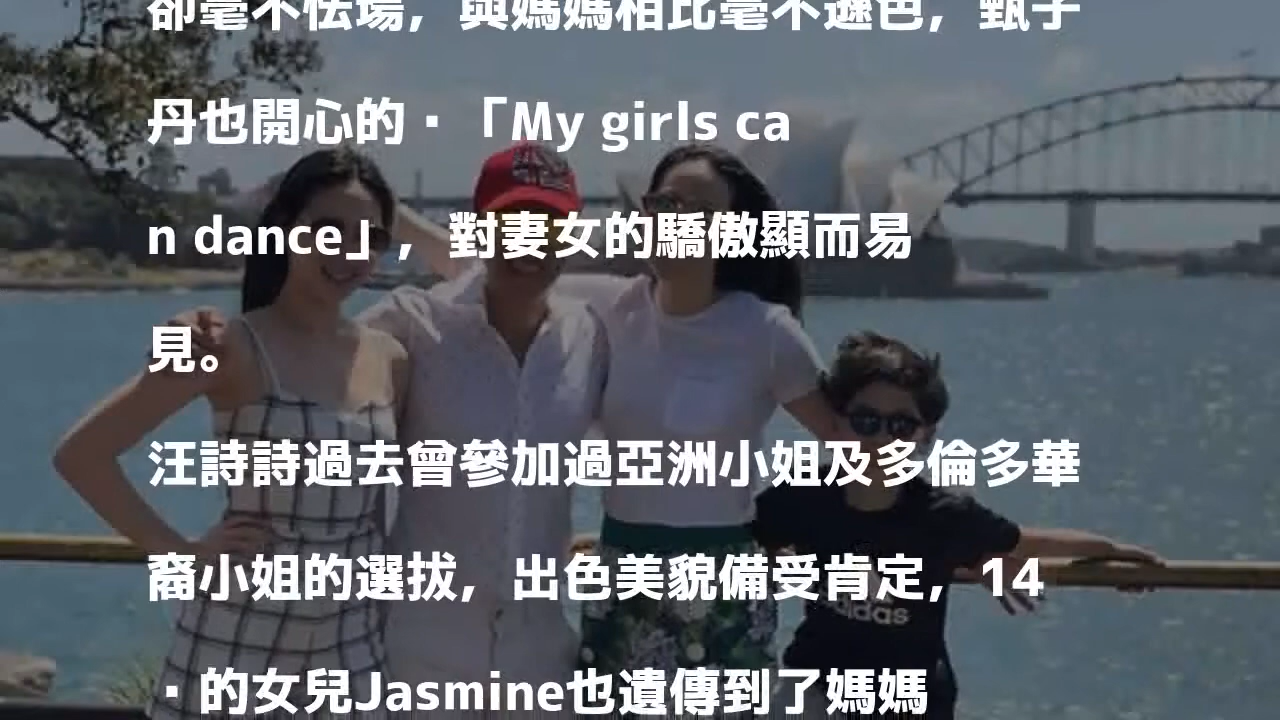 卻毫不怯場，與媽媽相比毫不遜色，甄子
丹也開心的·「My girls ca
n dance」，對妻女的驕傲顯而易
見。
汪詩詩過去曾參加過亞洲小姐及多倫多華
裔小姐的選拔，出色美貌備受肯定，14
·的女兒Jasmine也遺傳到了媽媽
adidas